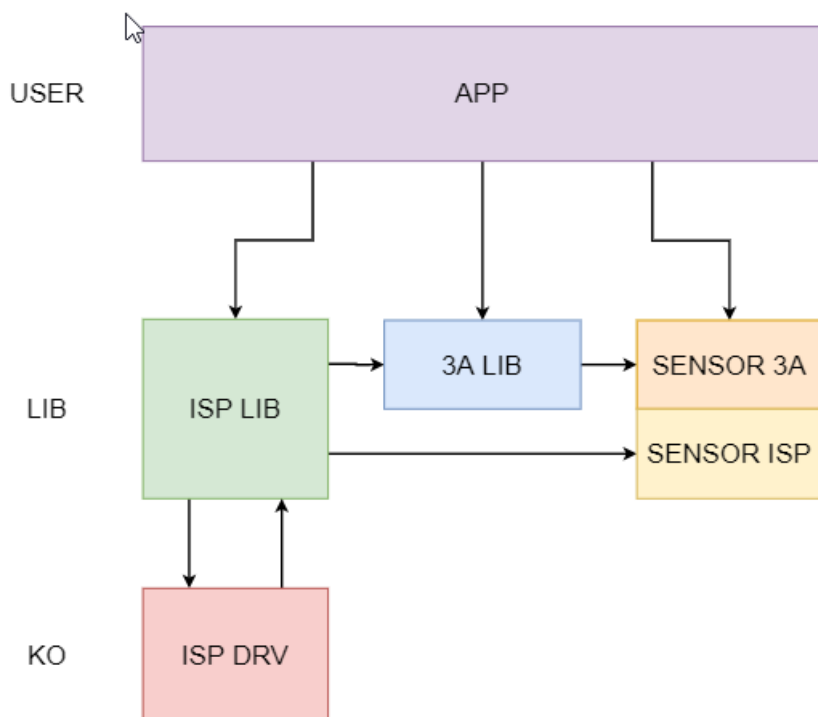 USER
APP
LIB
ISP LIB
3A LIB
SENSOR 3A
SENSOR ISP
KO
ISP DRV